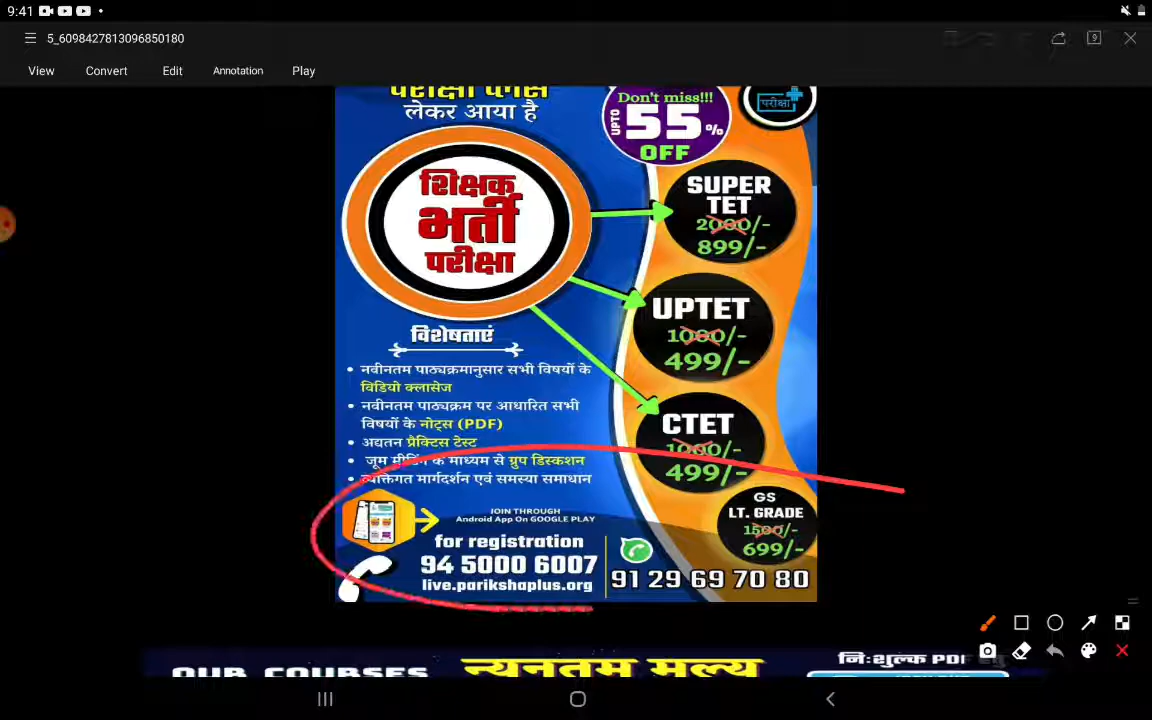 9:41
5_6098427813096850180
9
View Convert Edit Annotation Play
परीक्षा प्लस
लेकर आया है
Don't miss!!!
UPTO
55%
OFF
परीक्षा
शिक्षक
भर्ती
परीक्षा
SUPER
TET
2000/-
899/-
UPTET
1000/-
499/-
CTET
1000/-
499/-
GS
LT. GRADE
1500/-
699/-
विशेषताएं
• नवीनतम पाठ्यक्रमानुसार सभी विषयों के
विडियो क्लासेज
• नवीनतम पाठ्यक्रम पर आधारित सभी
विषयों के नोट्स (PDF)
• अद्यतन प्रैक्टिस टेस्ट
• जूम मीटिंग के माध्यम से ग्रुप डिस्कशन
• व्यक्तिगत मार्गदर्शन एवं समस्या समाधान
JOIN THROUGH
Android App On GOOGLE PLAY
for registration
94 5000 6007
live.parikshaplus.org
91 29 69 70 80
OUR COURSES न्यूनतम मूल्य
नि:शुल्क PDF